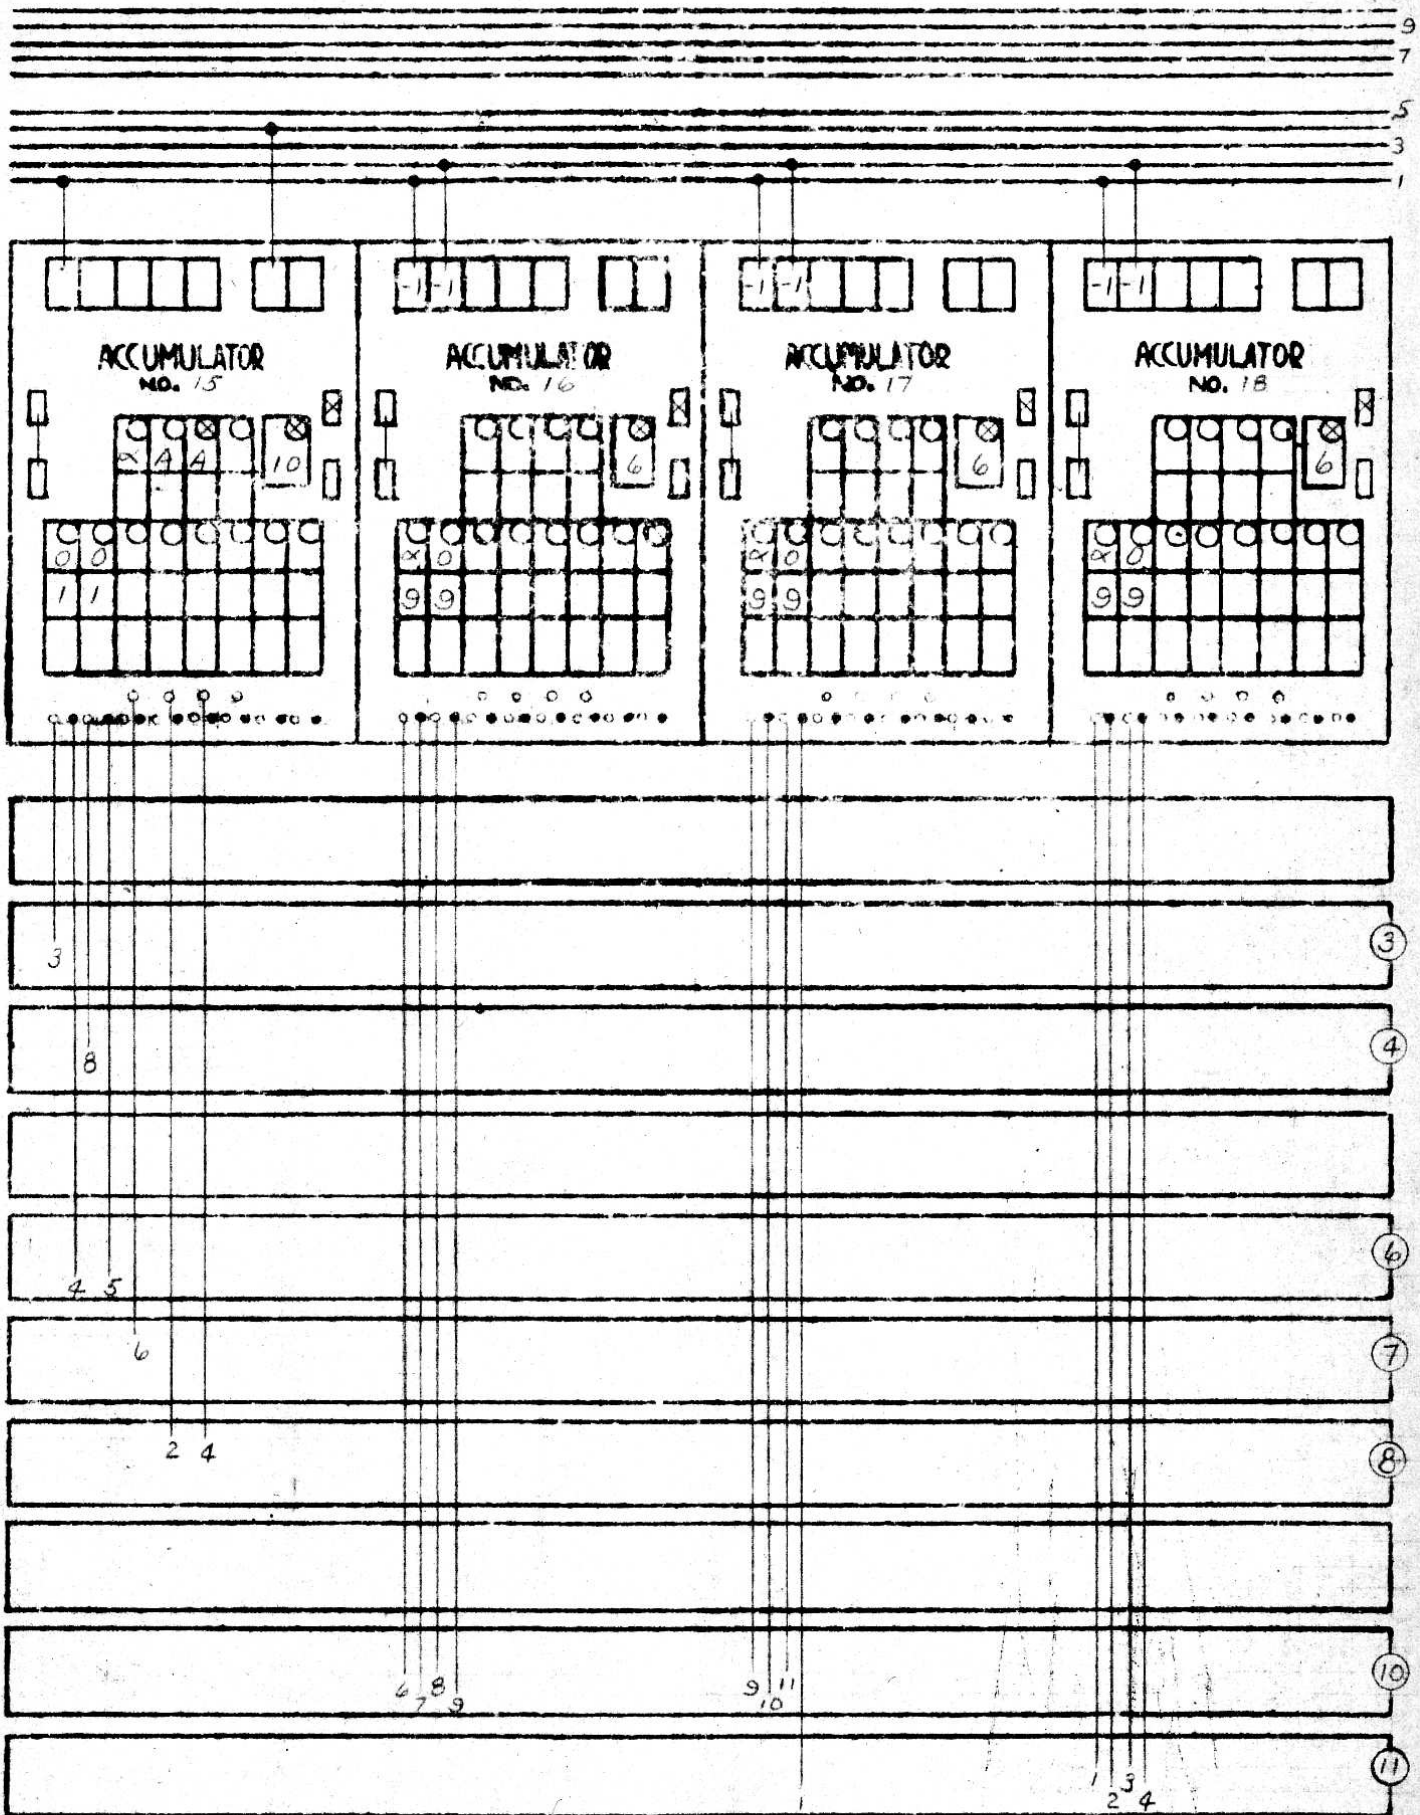 9
7
5
3
1
-1 -1 -1 -1 -1 -1
ACCUMULATOR ACCUMULATOR ACCUMULATOR ACCUMULATOR
NO. 15 NO. 16 NO. 17 NO. 18
α A A 10 6 6 6
0 0 α 0 α 0 α 0
1 1 9 9 9 9 9 9
3
3
4
8
6
4 5
7
6
8
2 4
10
6 8 9 11
7 9 10
11
1 3
1 2 4